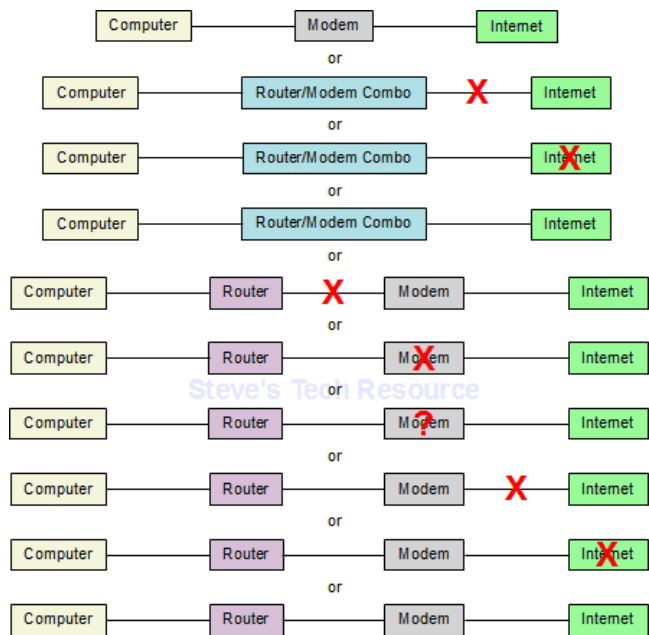 Computer Modem Internet
or
Computer Router/Modem Combo X Internet
or
Computer Router/Modem Combo Internet X
or
Computer Router/Modem Combo Internet
or
Computer Router X Modem Internet
or
Computer Router Modem X Internet
Steve's Tech Resource
or
Computer Router Modem ? Internet
or
Computer Router Modem X Internet
or
Computer Router Modem Internet X
or
Computer Router Modem Internet